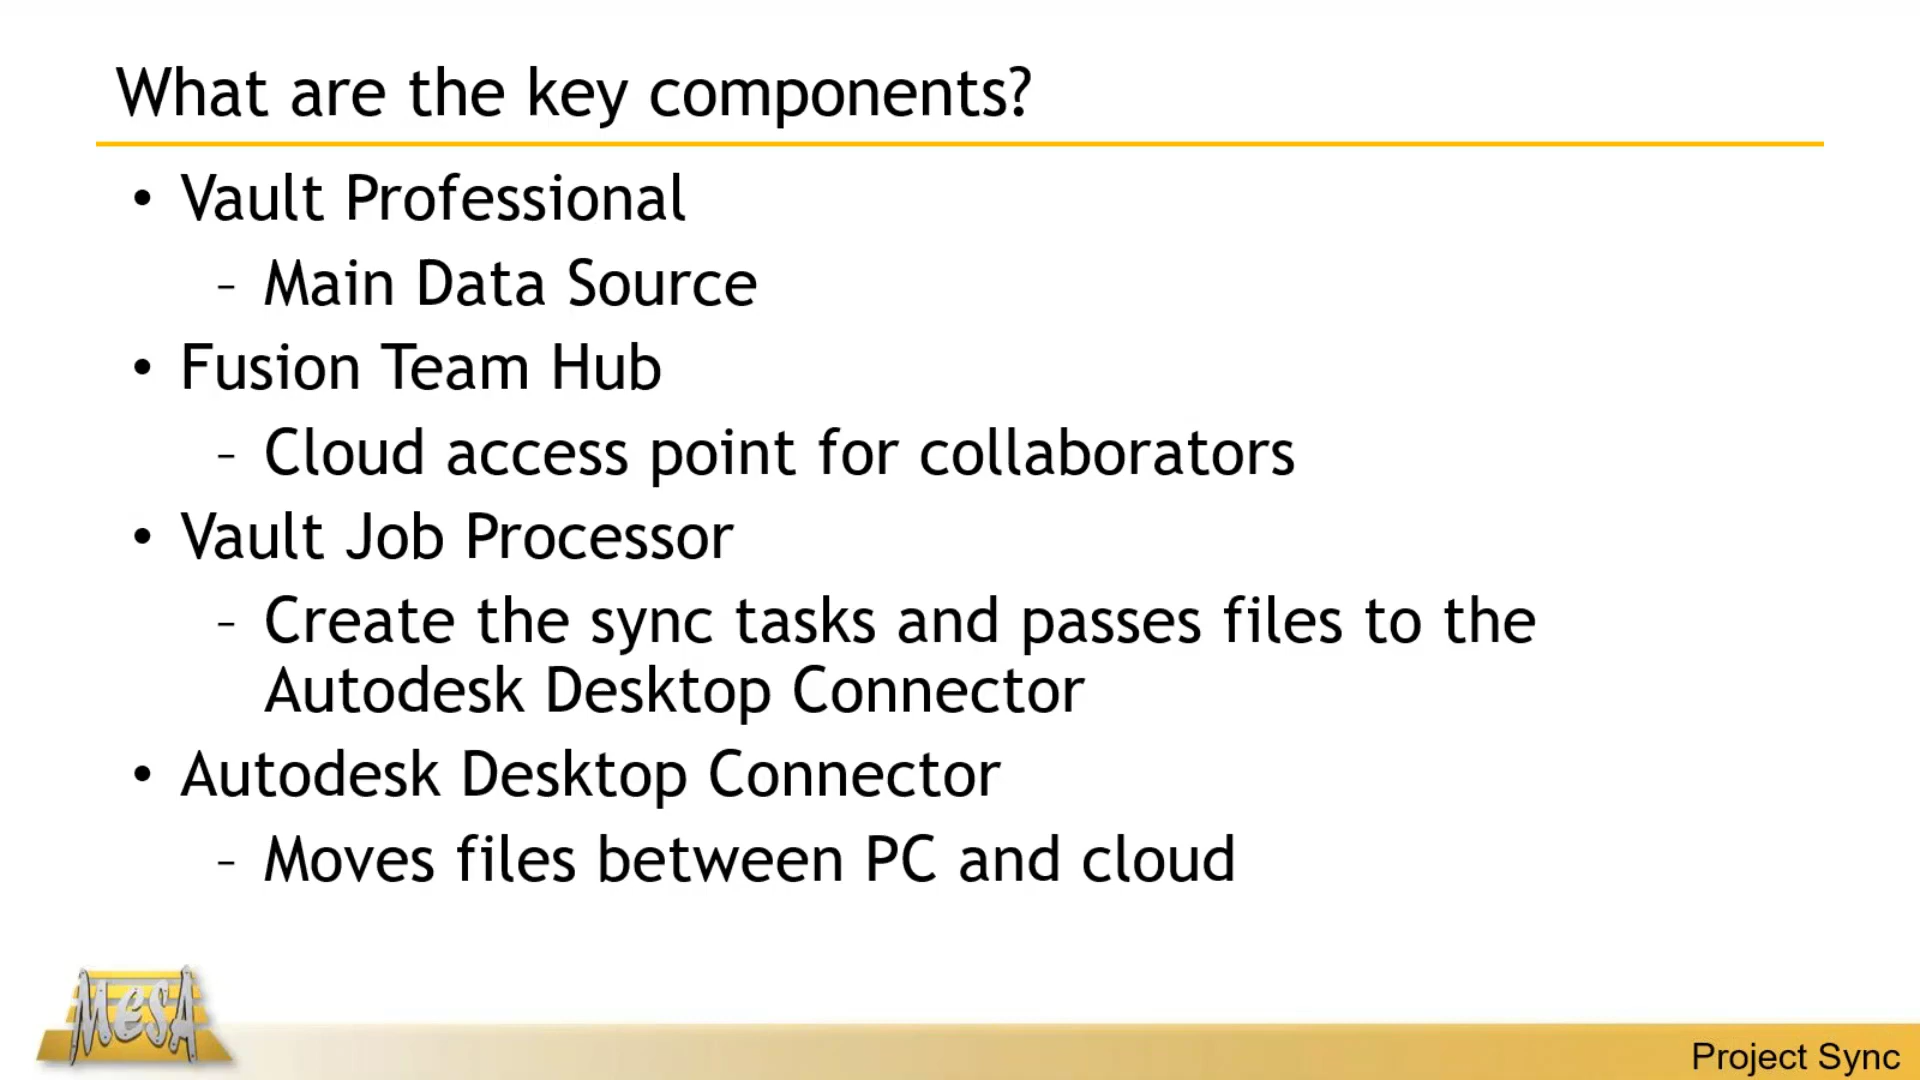 What are the key components?
• Vault Professional
– Main Data Source
• Fusion Team Hub
– Cloud access point for collaborators
• Vault Job Processor
– Create the sync tasks and passes files to the
Autodesk Desktop Connector
• Autodesk Desktop Connector
– Moves files between PC and cloud
MESA
Project Sync